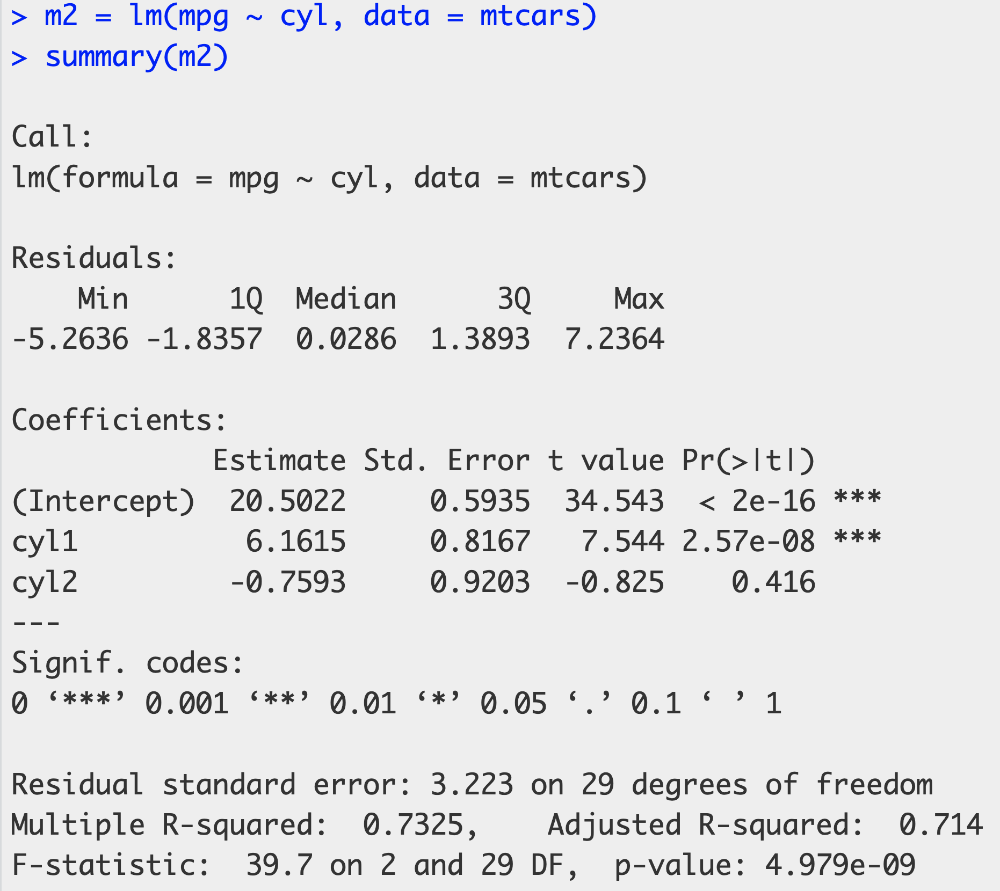 > m2 = lm(mpg ~ cyl, data = mtcars)
> summary(m2)
Call:
lm(formula = mpg ~ cyl, data = mtcars)
Residuals:
    Min      1Q  Median      3Q     Max
-5.2636 -1.8357  0.0286  1.3893  7.2364
Coefficients:
            Estimate Std. Error t value Pr(>|t|)
(Intercept)  20.5022     0.5935  34.543  < 2e-16 ***
cyl1          6.1615     0.8167   7.544 2.57e-08 ***
cyl2         -0.7593     0.9203  -0.825    0.416
---
Signif. codes:
0 ‘***’ 0.001 ‘**’ 0.01 ‘*’ 0.05 ‘.’ 0.1 ‘ ’ 1
Residual standard error: 3.223 on 29 degrees of freedom
Multiple R-squared:  0.7325,    Adjusted R-squared:  0.714
F-statistic:  39.7 on 2 and 29 DF,  p-value: 4.979e-09